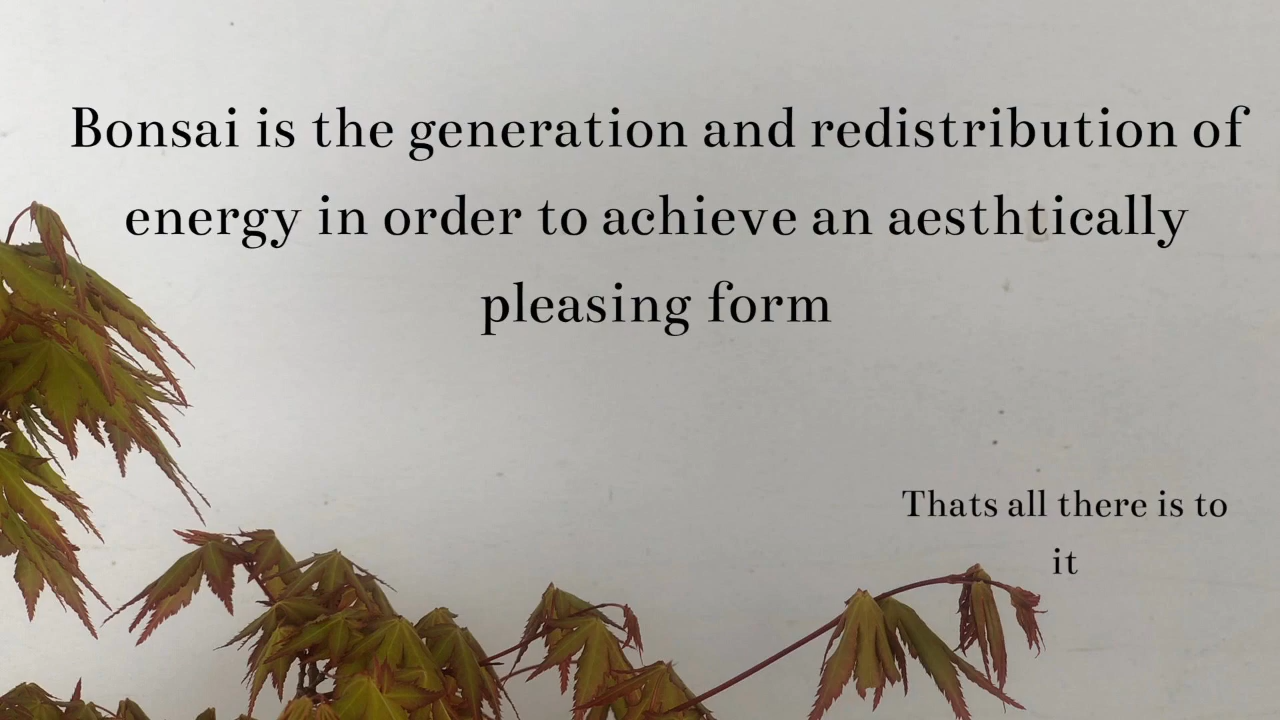 Bonsai is the generation and redistribution of
energy in order to achieve an aesthtically
pleasing form
Thats all there is to
it